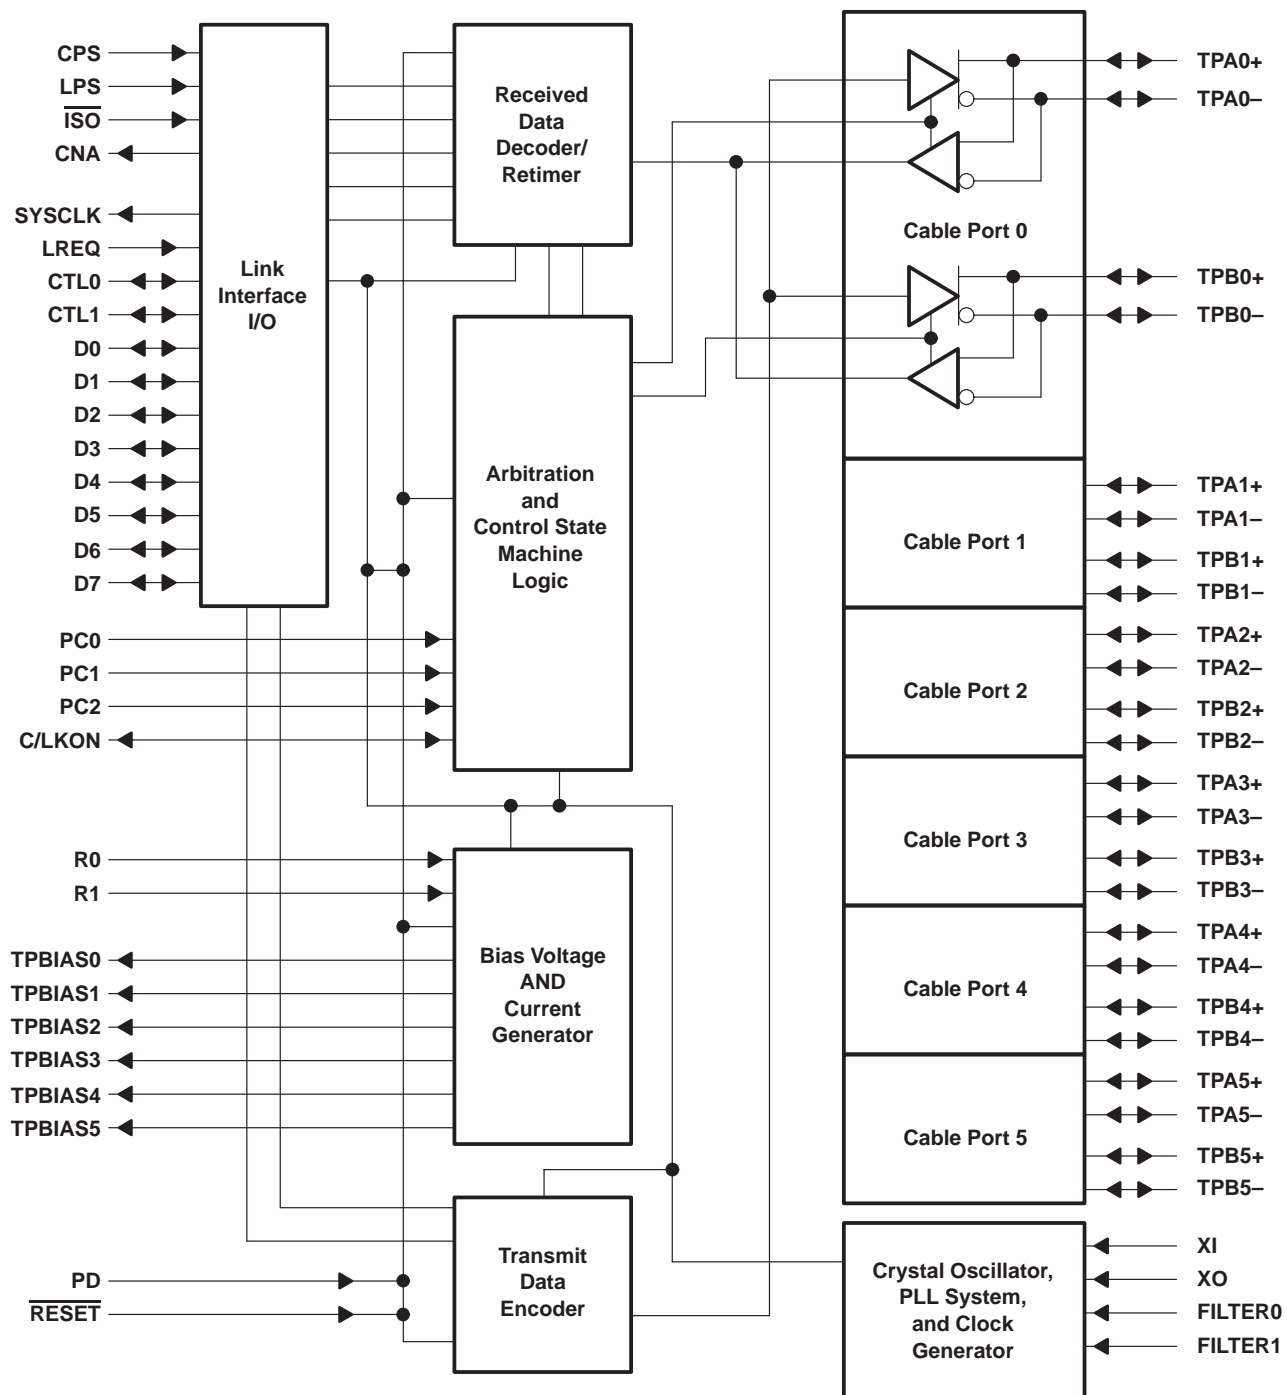 CPS
LPS
ISO
CNA
SYSCLK
LREQ
CTL0
CTL1
D0
D1
D2
D3
D4
D5
D6
D7
PC0
PC1
PC2
C/LKON
R0
R1
TPBIAS0
TPBIAS1
TPBIAS2
TPBIAS3
TPBIAS4
TPBIAS5
PD
RESET
Link
Interface
I/O
Received
Data
Decoder/
Retimer
Arbitration
and
Control State
Machine
Logic
Bias Voltage
AND
Current
Generator
Transmit
Data
Encoder
Cable Port 0
Cable Port 1
Cable Port 2
Cable Port 3
Cable Port 4
Cable Port 5
Crystal Oscillator,
PLL System,
and Clock
Generator
TPA0+
TPA0–
TPB0+
TPB0–
TPA1+
TPA1–
TPB1+
TPB1–
TPA2+
TPA2–
TPB2+
TPB2–
TPA3+
TPA3–
TPB3+
TPB3–
TPA4+
TPA4–
TPB4+
TPB4–
TPA5+
TPA5–
TPB5+
TPB5–
XI
XO
FILTER0
FILTER1